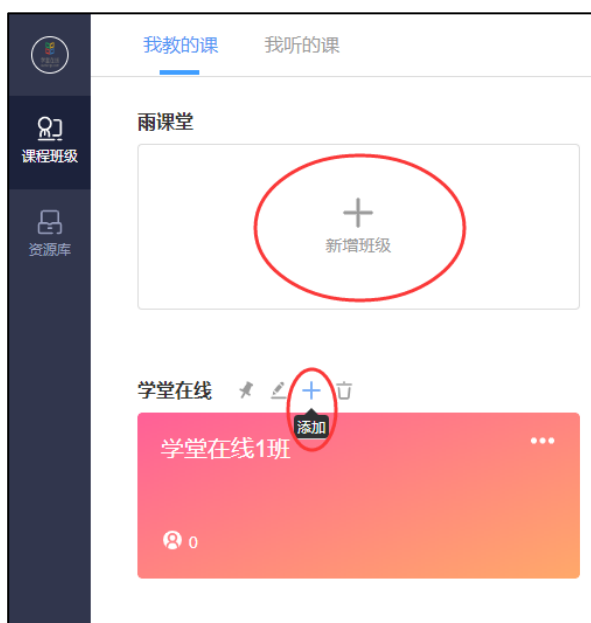 我教的课 我听的课
课程班级
资源库
雨课堂
新增班级
学堂在线
添加
学堂在线1班
0